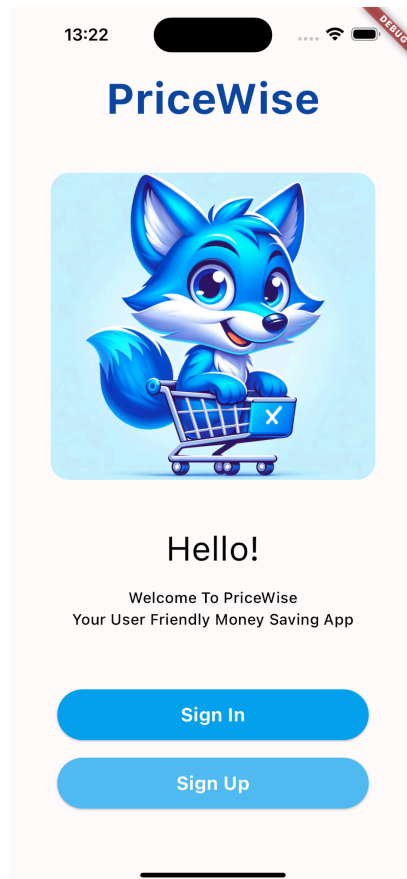 13:22
DEBUG
PriceWise
X
Hello!
Welcome To PriceWise
Your User Friendly Money Saving App
Sign In
Sign Up